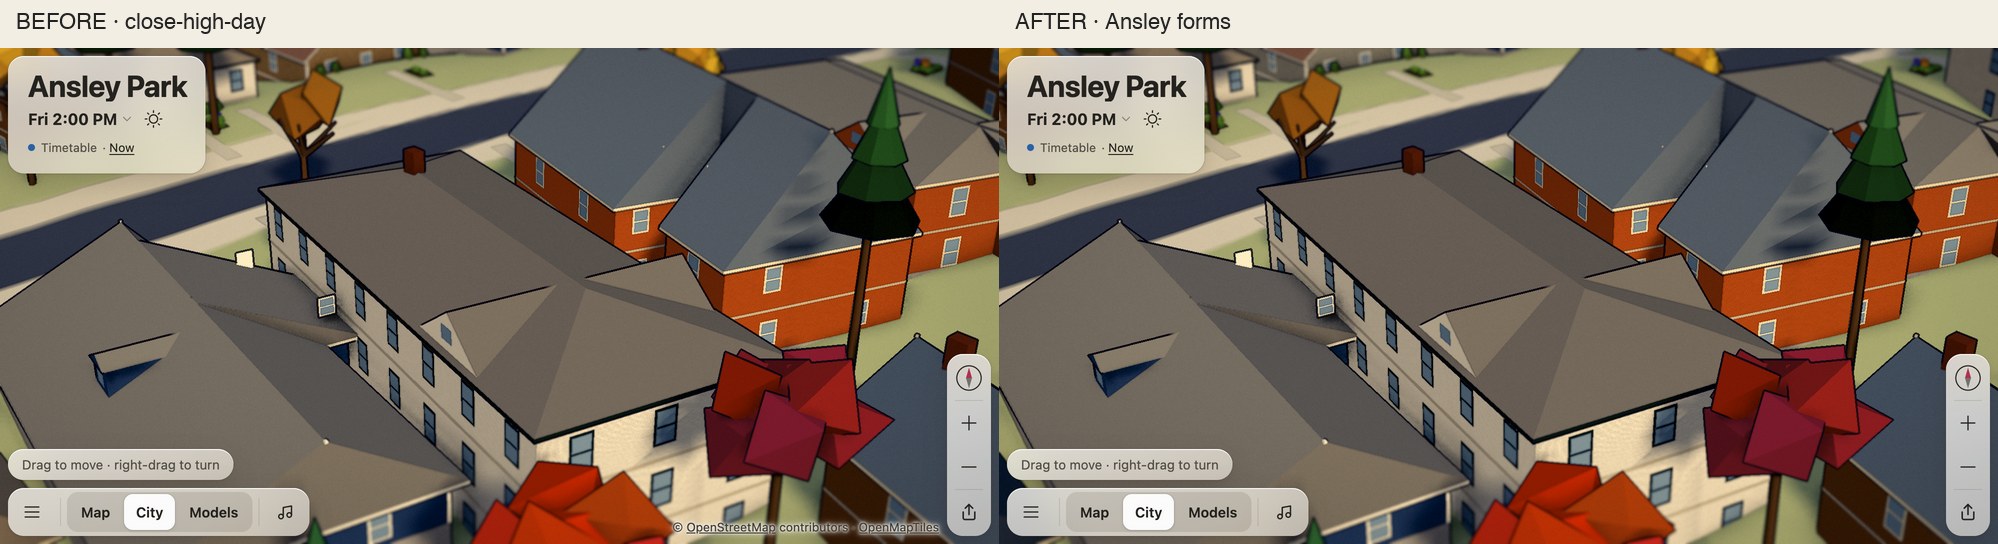 BEFORE · close-high-day
Ansley Park
Fri 2:00 PM
Timetable · Now
Drag to move · right-drag to turn
Map City Models
© OpenStreetMap contributors · OpenMapTiles
AFTER · Ansley forms
Ansley Park
Fri 2:00 PM
Timetable · Now
Drag to move · right-drag to turn
Map City Models